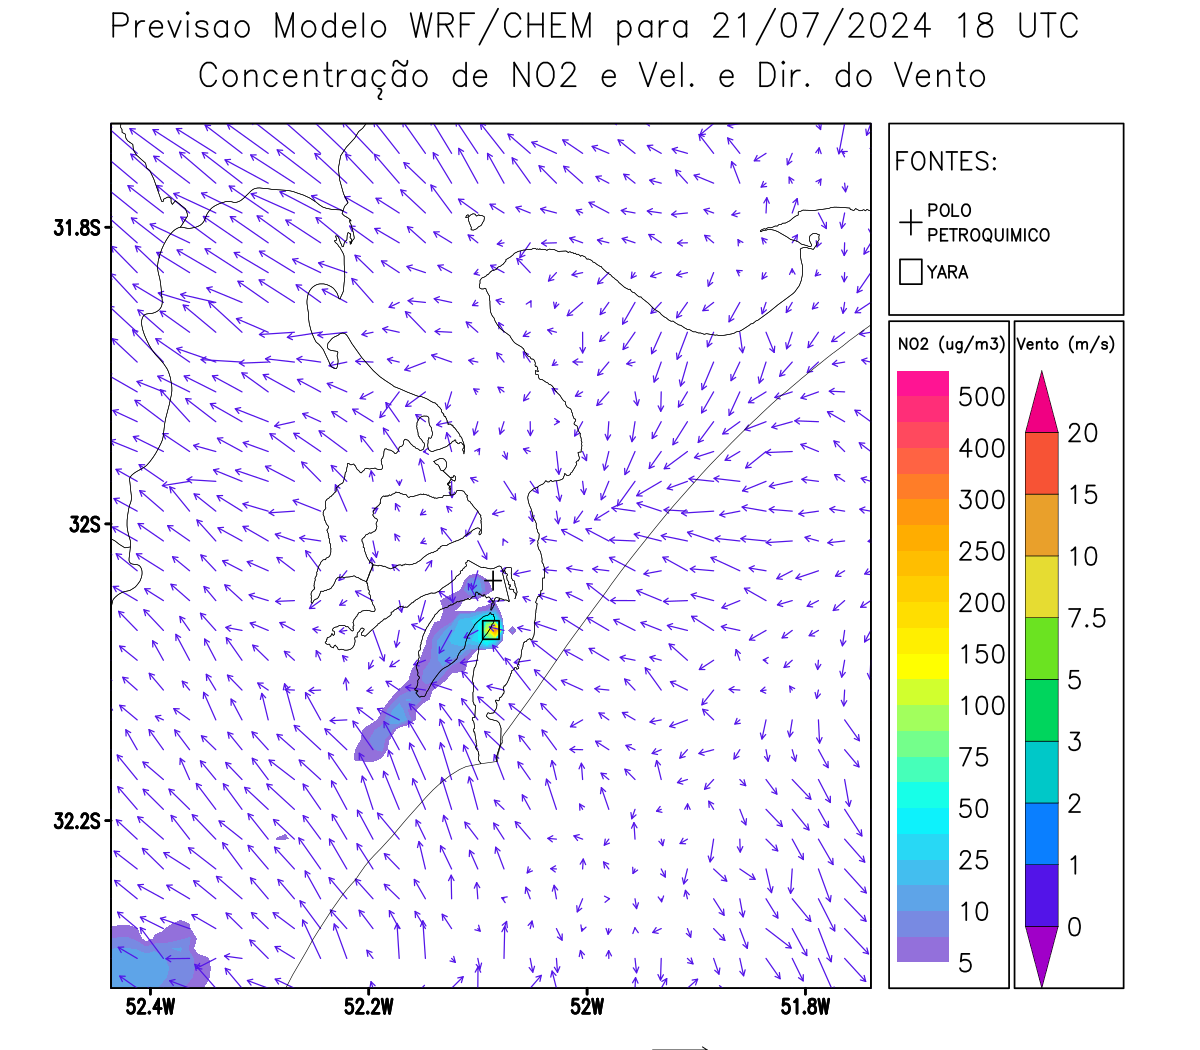 Previsao Modelo WRF/CHEM para 21/07/2024 18 UTC
Concentração de NO2 e Vel. e Dir. do Vento
FONTES:
POLO
PETROQUIMICO
YARA
NO2 (ug/m3)
500
400
300
250
200
150
100
75
50
25
10
5
Vento (m/s)
20
15
10
7.5
5
3
2
1
0
31.8S
32S
32.2S
52.4W
52.2W
52W
51.8W